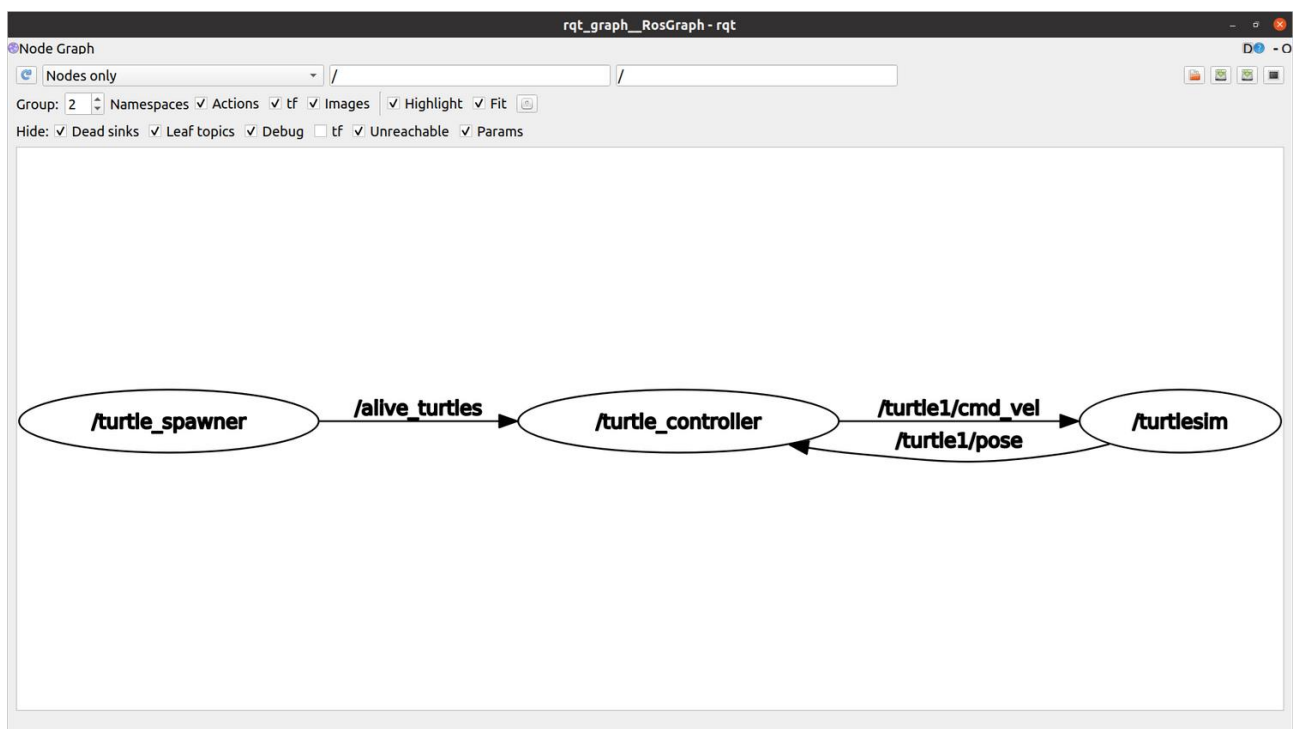 rqt_graph__RosGraph - rqt
Node Graph
D - O
Nodes only / /
Group: 2 Namespaces Actions tf Images Highlight Fit
Hide: Dead sinks Leaf topics Debug tf Unreachable Params
/turtle_spawner /alive_turtles /turtle_controller /turtle1/cmd_vel /turtlesim
/turtle1/pose